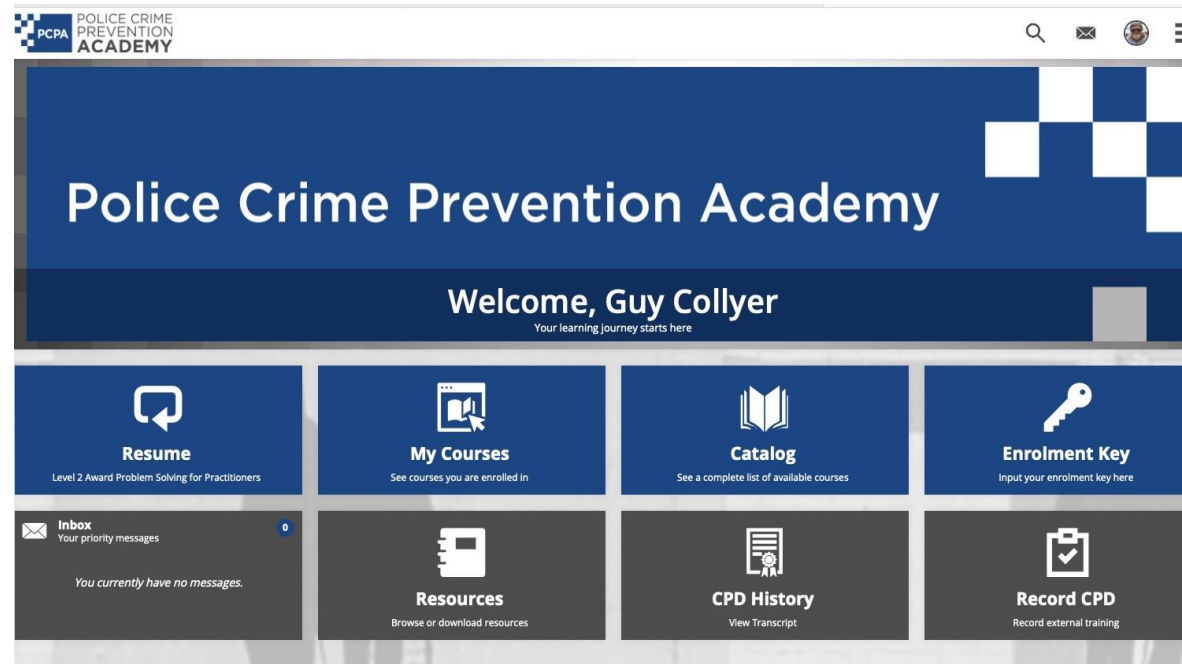 PCPA
POLICE CRIME
PREVENTION
ACADEMY
Police Crime Prevention Academy
Welcome, Guy Collyer
Your learning journey starts here
Resume
Level 2 Award Problem Solving for Practitioners
My Courses
See courses you are enrolled in
Catalog
See a complete list of available courses
Enrolment Key
Input your enrolment key here
Inbox
Your priority messages
0
You currently have no messages.
Resources
Browse or download resources
CPD History
View Transcript
Record CPD
Record external training